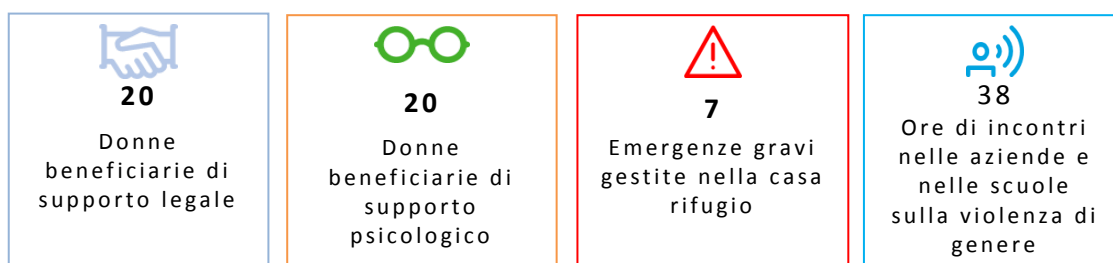 20
Donne
beneficiarie di
supporto legale
20
Donne
beneficiarie di
supporto
psicologico
7
Emergenze gravi
gestite nella casa
rifugio
38
Ore di incontri
nelle aziende e
nelle scuole
sulla violenza di
genere